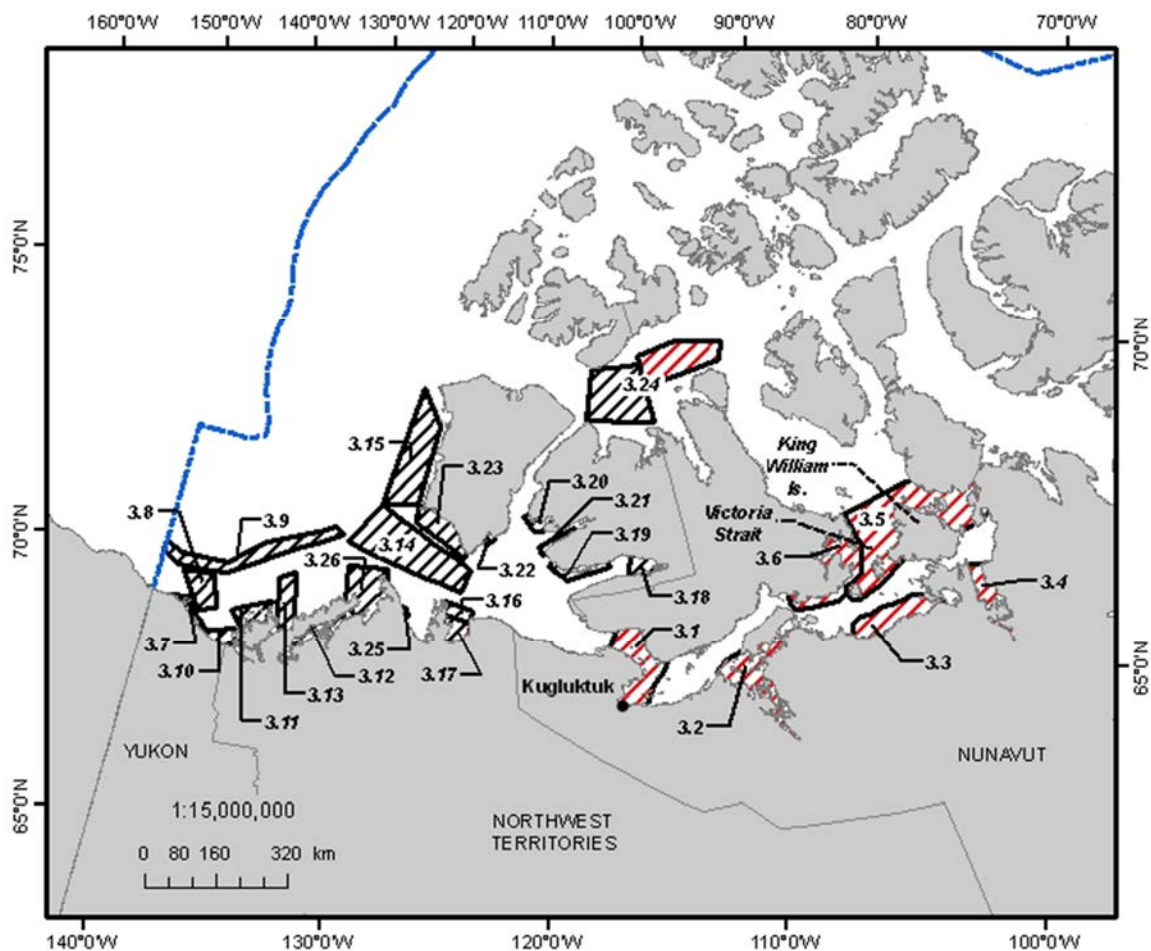 160°0'W 150°0'W 140°0'W 130°0'W 120°0'W 110°0'W 100°0'W 90°0'W 80°0'W 70°0'W
75°0'N
70°0'N
3.24
King
William
Is.
3.15
3.23
3.20
3.21
3.8
3.9
Victoria
Strait
3.5
70°0'N
3.14
3.19
3.6
3.26
3.22
3.4
3.16
3.18
3.7
3.25
3.1
3.3
65°0'N
3.10
3.12
3.17
3.13
Kugluktuk
3.11
3.2
YUKON
NUNAVUT
65°0'N
1:15,000,000
NORTHWEST
TERRITORIES
0 80 160 320 km
140°0'W 130°0'W 120°0'W 110°0'W 100°0'W